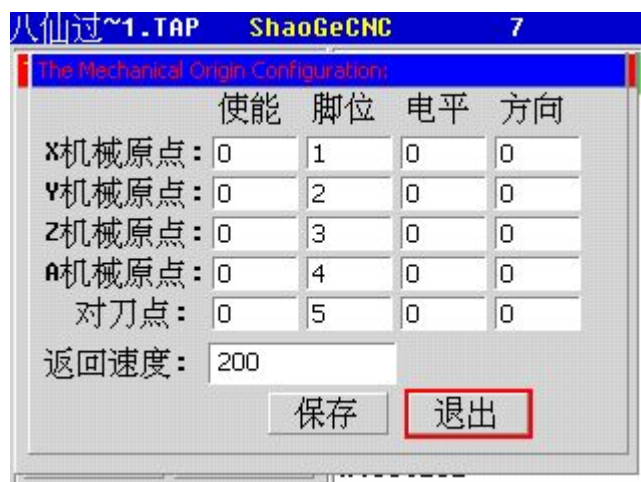 八仙过~1.TAP ShaoGeCNC 7
The Mechanical Origin Configuration:
使能 脚位 电平 方向
X机械原点: 0 1 0 0
Y机械原点: 0 2 0 0
Z机械原点: 0 3 0 0
A机械原点: 0 4 0 0
对刀点: 0 5 0 0
返回速度: 200
保存 退出